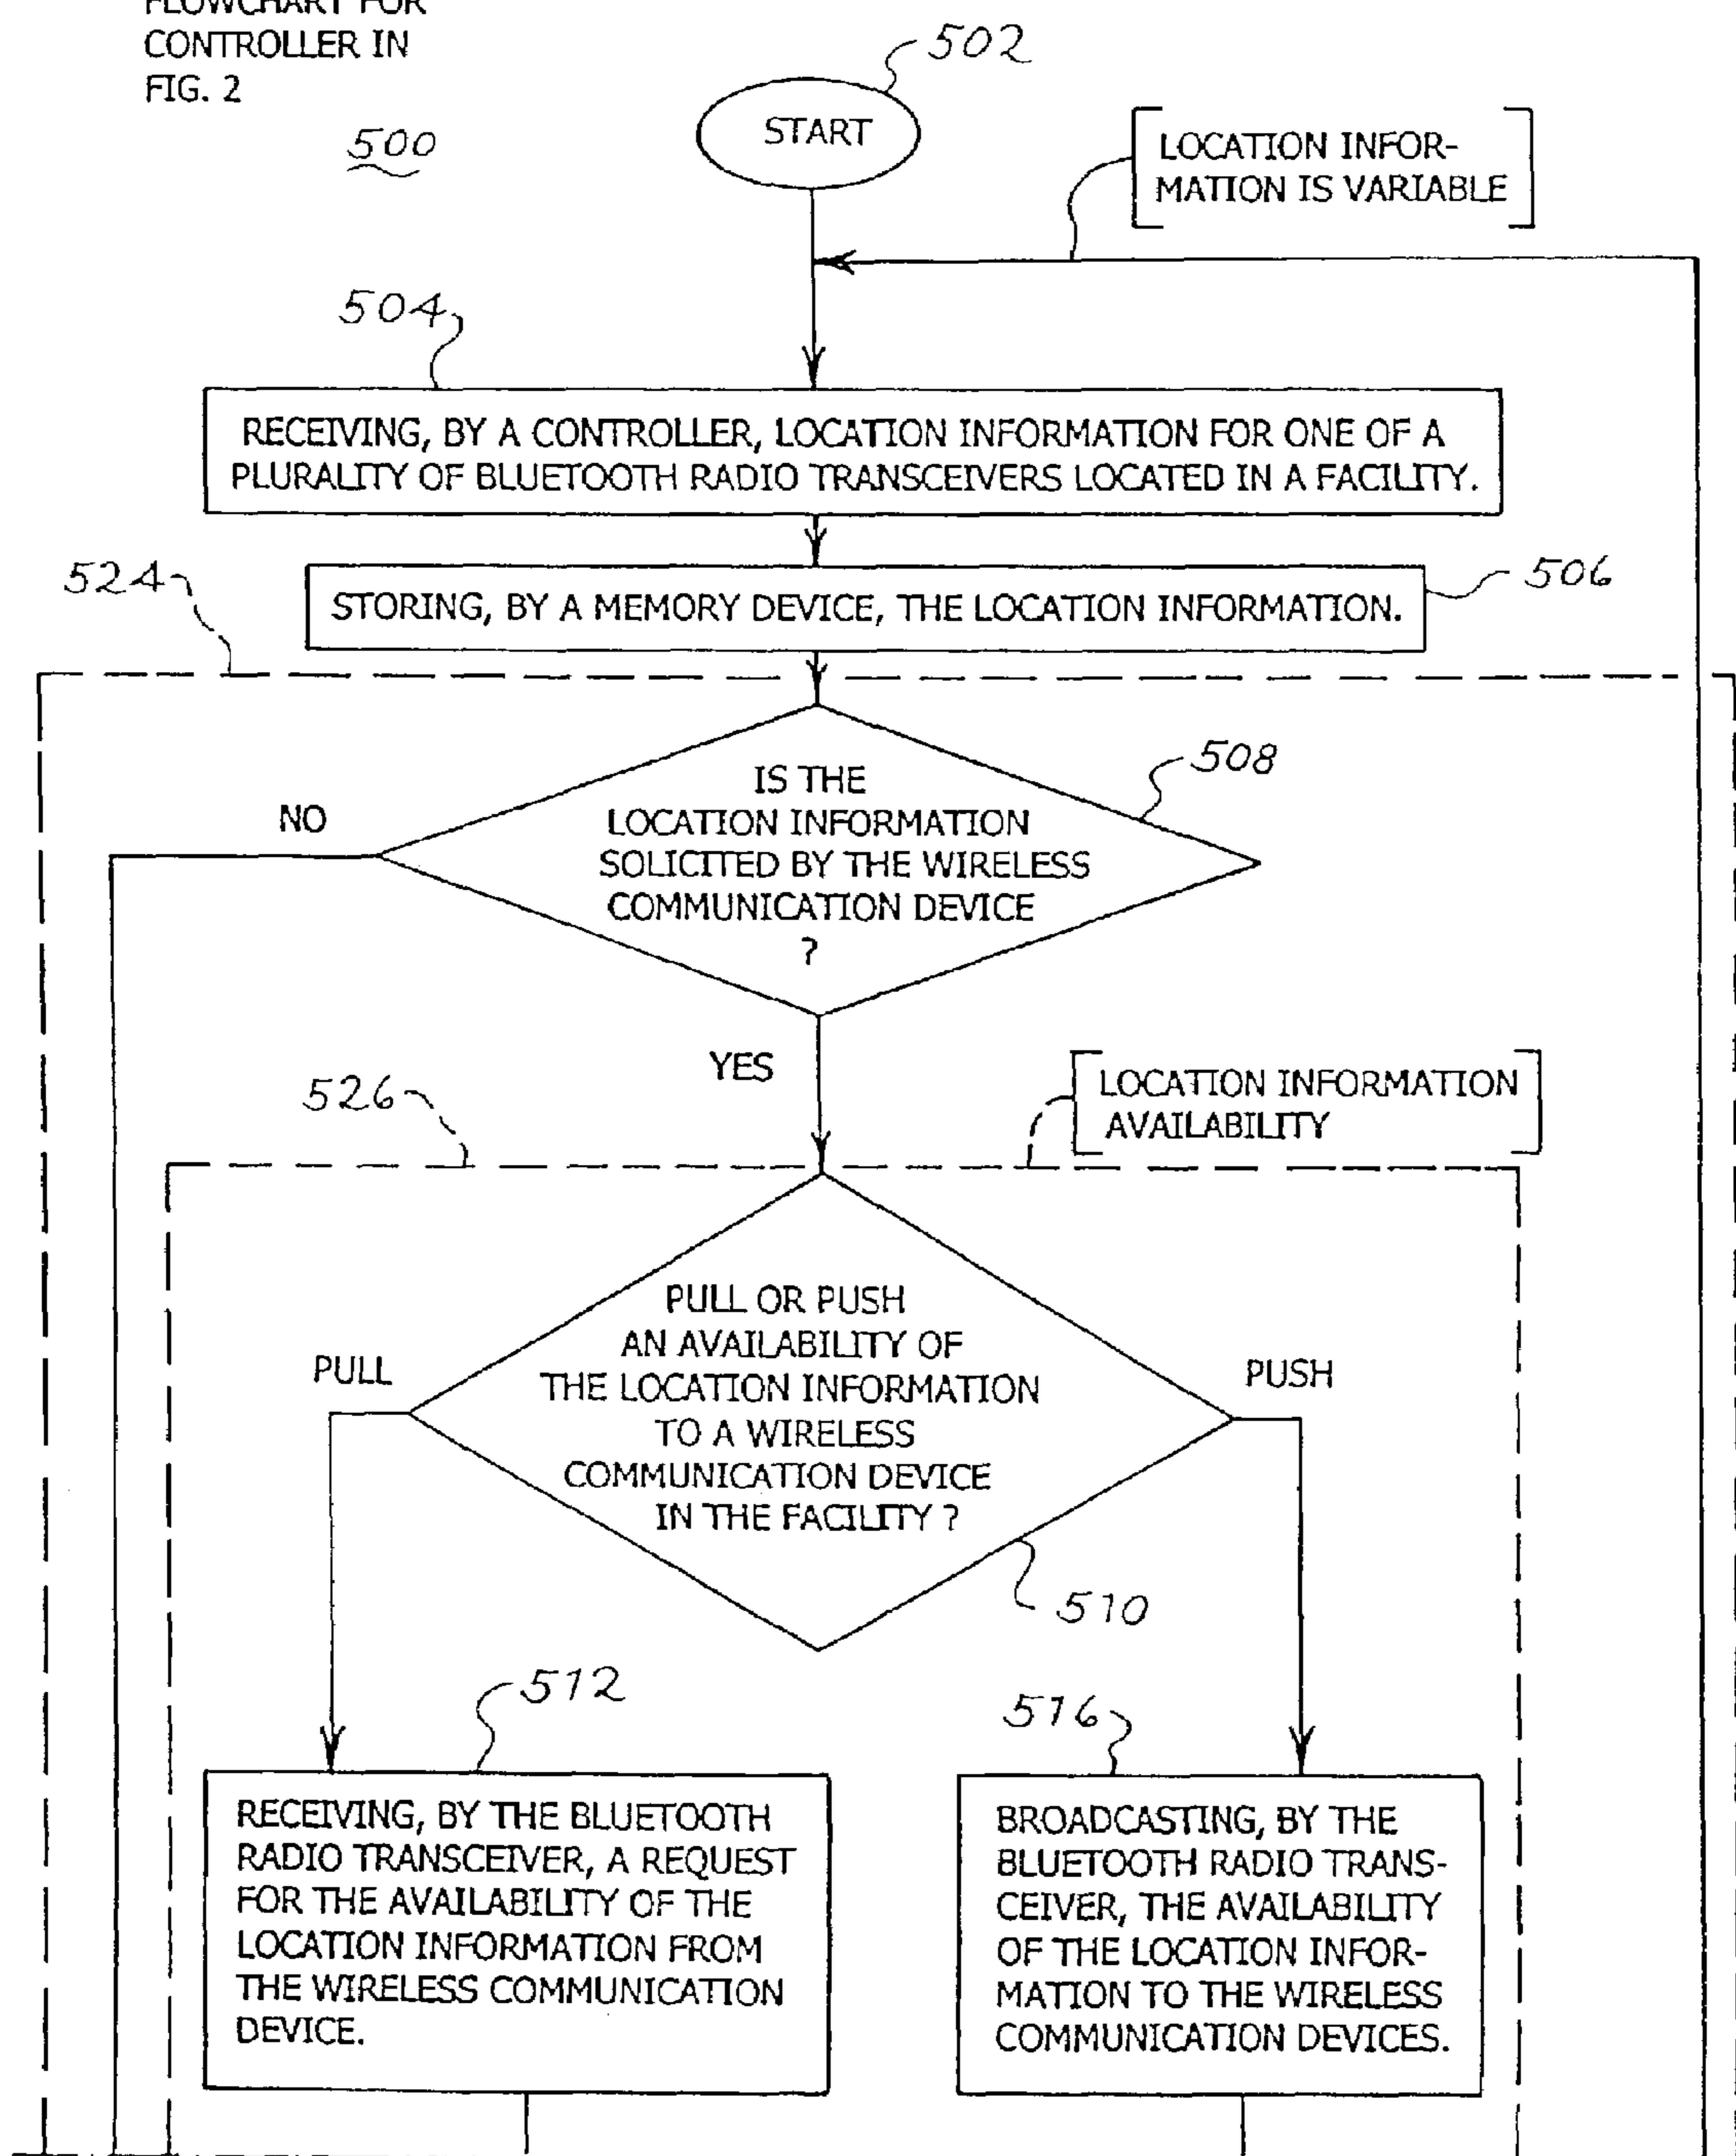 FLOWCHART FOR
CONTROLLER IN
FIG. 2
500
502
START
LOCATION INFOR-
MATION IS VARIABLE
504
RECEIVING, BY A CONTROLLER, LOCATION INFORMATION FOR ONE OF A
PLURALITY OF BLUETOOTH RADIO TRANSCEIVERS LOCATED IN A FACILITY.
524
506
STORING, BY A MEMORY DEVICE, THE LOCATION INFORMATION.
508
NO
IS THE
LOCATION INFORMATION
SOLICITED BY THE WIRELESS
COMMUNICATION DEVICE
?
YES
526
LOCATION INFORMATION
AVAILABILITY
PULL
PULL OR PUSH
AN AVAILABILITY OF
THE LOCATION INFORMATION
TO A WIRELESS
COMMUNICATION DEVICE
IN THE FACILITY ?
PUSH
510
512
RECEIVING, BY THE BLUETOOTH
RADIO TRANSCEIVER, A REQUEST
FOR THE AVAILABILITY OF THE
LOCATION INFORMATION FROM
THE WIRELESS COMMUNICATION
DEVICE.
516
BROADCASTING, BY THE
BLUETOOTH RADIO TRANS-
CEIVER, THE AVAILABILITY
OF THE LOCATION INFOR-
MATION TO THE WIRELESS
COMMUNICATION DEVICES.